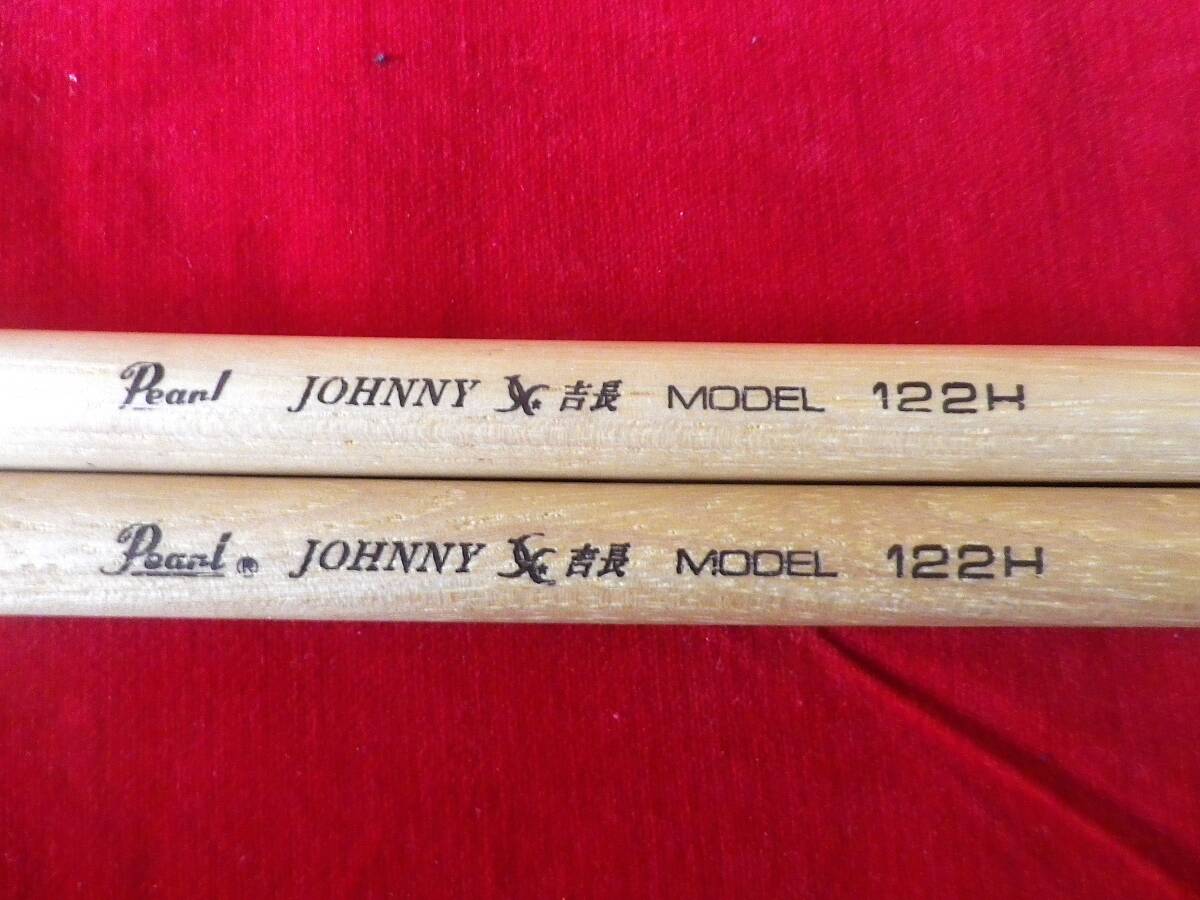 Pearl JOHNNY 吉長 MODEL 122H
Pearl® JOHNNY 吉長 MODEL 122H